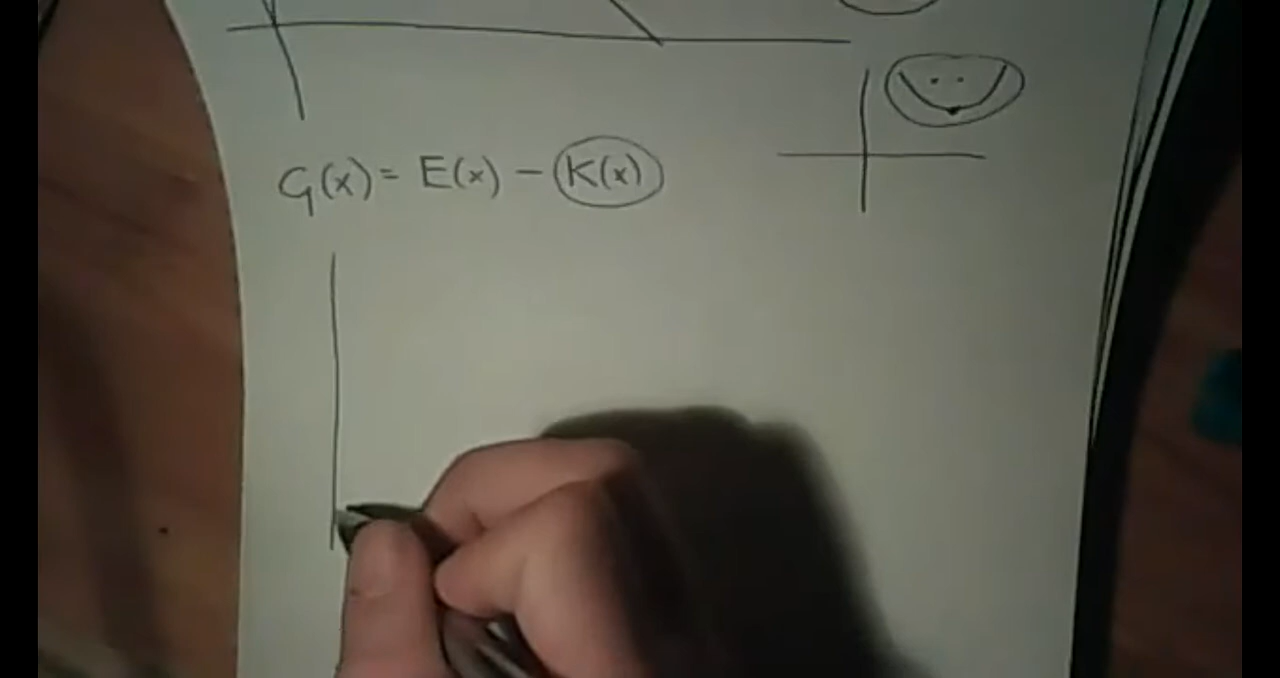 G(x) = E(x) - K(x)